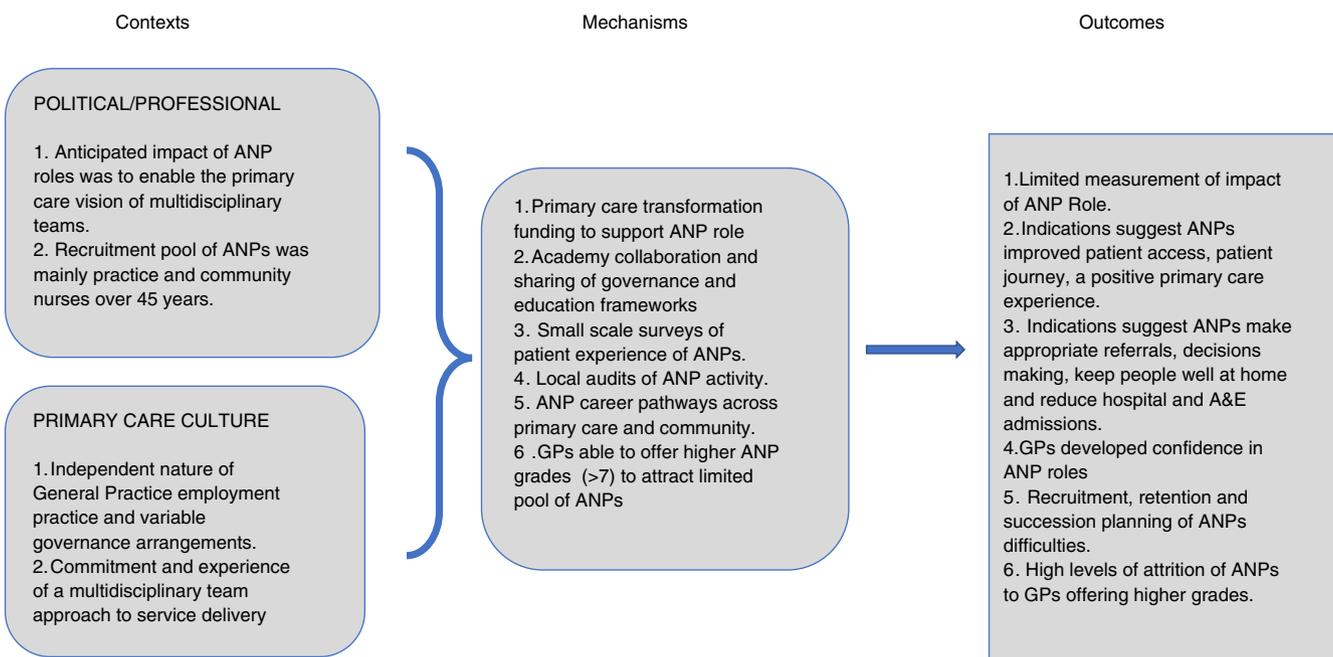 Contexts
Mechanisms
Outcomes
POLITICAL/PROFESSIONAL
1. Anticipated impact of ANP
roles was to enable the primary
care vision of multidisciplinary
teams.
2. Recruitment pool of ANPs was
mainly practice and community
nurses over 45 years.
PRIMARY CARE CULTURE
1.Independent nature of
General Practice employment
practice and variable
governance arrangements.
2.Commitment and experience
of a multidisciplinary team
approach to service delivery
1.Primary care transformation
funding to support ANP role
2.Academy collaboration and
sharing of governance and
education frameworks
3. Small scale surveys of
patient experience of ANPs.
4. Local audits of ANP activity.
5. ANP career pathways across
primary care and community.
6 .GPs able to offer higher ANP
grades (>7) to attract limited
pool of ANPs
1.Limited measurement of impact
of ANP Role.
2.Indications suggest ANPs
improved patient access, patient
journey, a positive primary care
experience.
3. Indications suggest ANPs make
appropriate referrals, decisions
making, keep people well at home
and reduce hospital and A&E
admissions.
4.GPs developed confidence in
ANP roles
5. Recruitment, retention and
succession planning of ANPs
difficulties.
6. High levels of attrition of ANPs
to GPs offering higher grades.